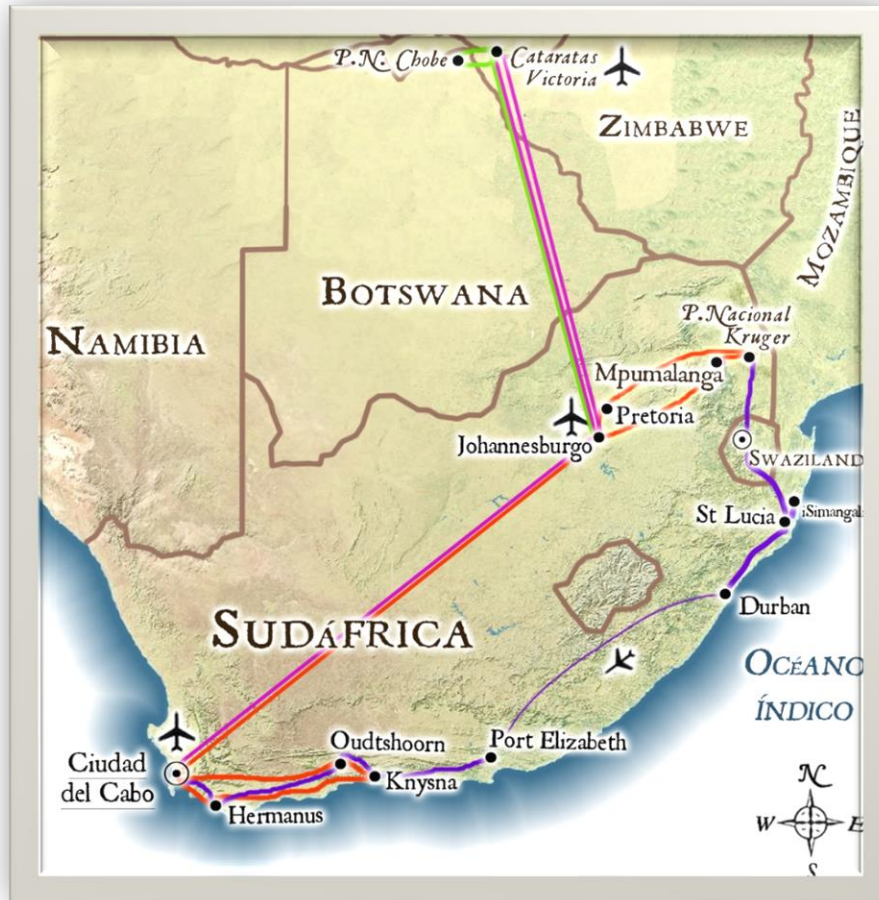 P.N. Chobe
Cataratas
Victoria
ZIMBABWE
MOZAMBIQUE
BOTSWANA
NAMIBIA
P.Nacional
Kruger
Mpumalanga
Pretoria
Johannesburgo
SWAZILAND
iSimangal
St Lucia
Durban
SUDáFRICA
OCéANO
ÍNDICO
Port Elizabeth
Oudtshoorn
Knysna
Ciudad
del Cabo
Hermanus
N
W E
S